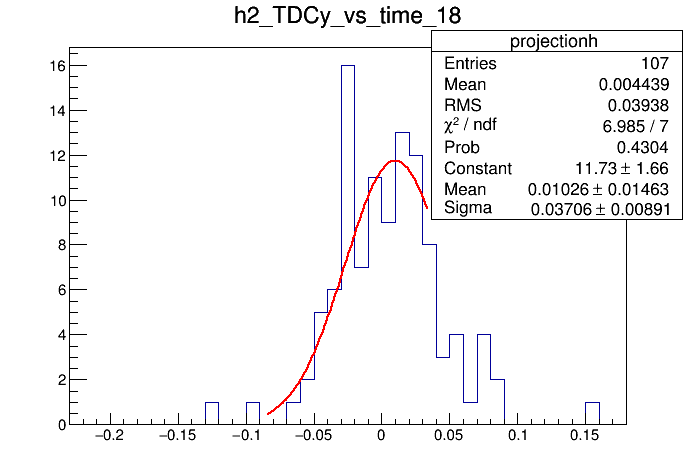 h2_TDCy_vs_time_18
projectionh
Entries 107
Mean 0.004439
RMS 0.03938
χ² / ndf 6.985 / 7
Prob 0.4304
Constant 11.73 ± 1.66
Mean 0.01026 ± 0.01463
Sigma 0.03706 ± 0.00891
16
14
12
10
8
6
4
2
0
−0.2 −0.15 −0.1 −0.05 0 0.05 0.1 0.15